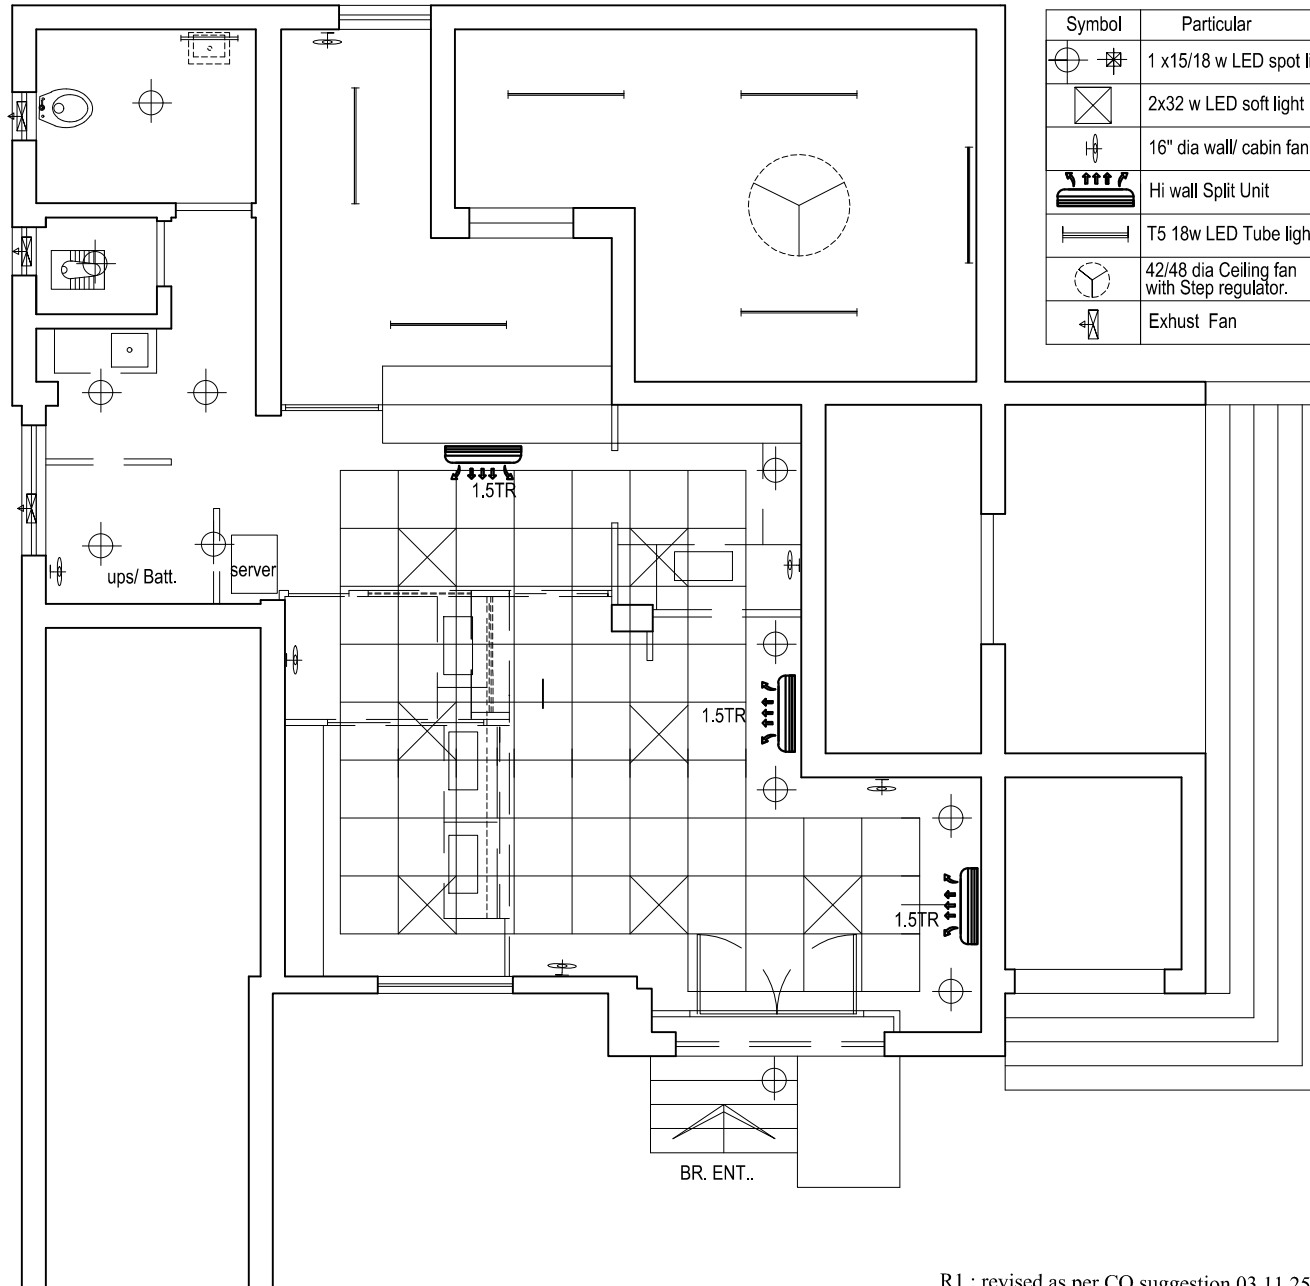 Symbol Particular
1 x15/18 w LED spot
2x32 w LED soft light
16" dia wall/ cabin fan
Hi wall Split Unit
T5 18w LED Tube
42/48 dia Ceiling fan
with Step regulator.
Exhust Fan
1.5TR
ups/ Batt.
server
1.5TR
1.5TR
BR. ENT..
R1 : revised as per CO suggestion 03.11.25